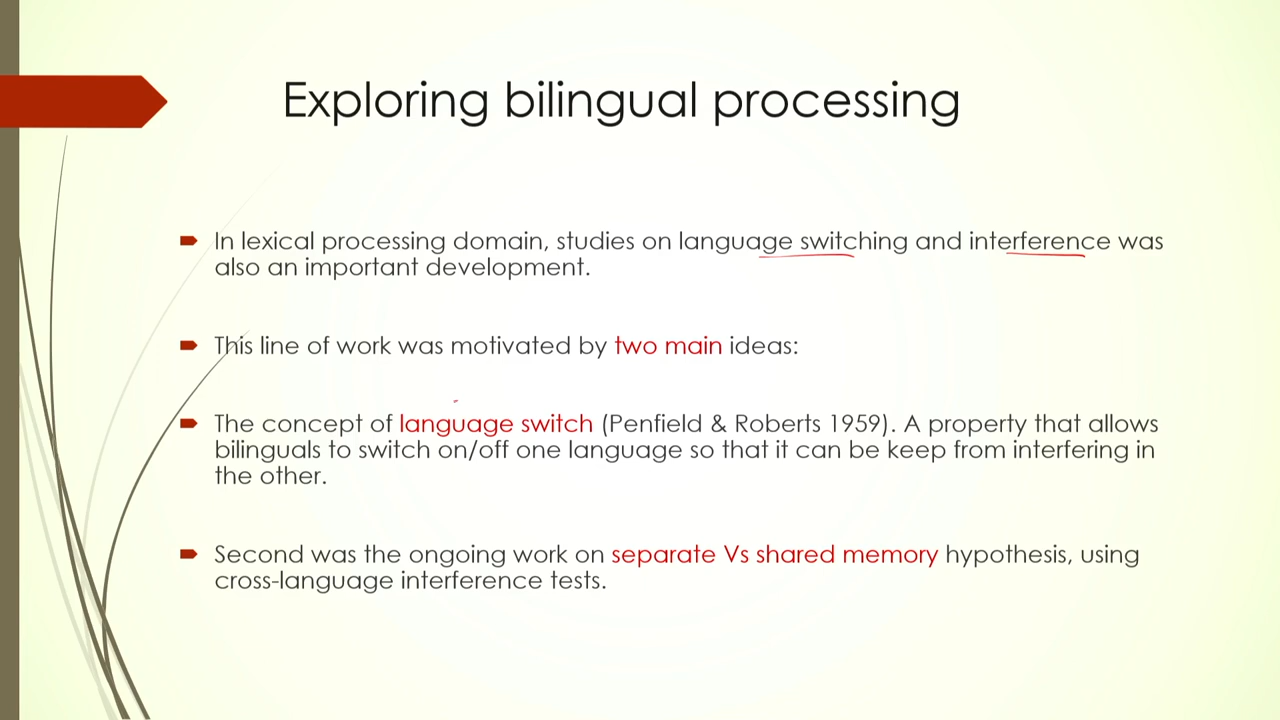 Exploring bilingual processing
In lexical processing domain, studies on language switching and interference was
also an important development.
This line of work was motivated by two main ideas:
The concept of language switch (Penfield & Roberts 1959). A property that allows
bilinguals to switch on/off one language so that it can be keep from interfering in
the other.
Second was the ongoing work on separate Vs shared memory hypothesis, using
cross-language interference tests.